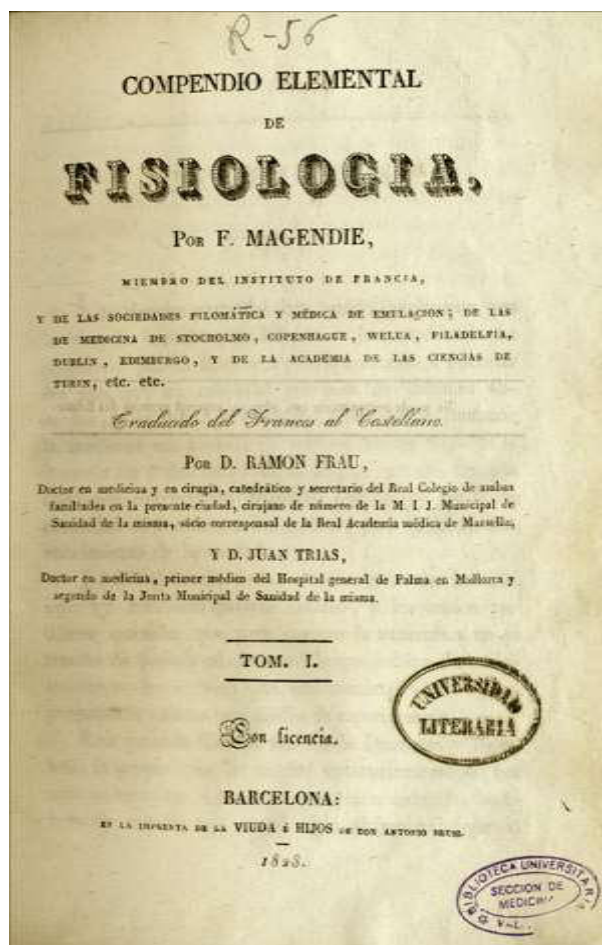 R-56
COMPENDIO ELEMENTAL
DE
FISIOLOGIA,
POR F. MAGENDIE,
MIEMBRO DEL INSTITUTO DE FRANCIA,
Y DE LAS SOCIEDADES FILOMÁTICA Y MÉDICA DE EMULACION; DE LAS
DE MEDICINA DE STOCHOLMO, COPENHAGUE, WELUA, FILADELFIA,
DUBLIN, EDIMBURGO, Y DE LA ACADEMIA DE LAS CIENCIAS DE
TURIN, etc. etc.
Traducido del Frances al Castellano.
POR D. RAMON FRAU,
Doctor en medicina y en cirugia, catedrático y secretario del Real Colegio de ambas
facultades en la presente ciudad, cirujano de número de la M. I J. Municipal de
Sanidad de la misma, sócio corresponsal de la Real Academia médica de Marsella,
Y D. JUAN TRIAS,
Doctor en medicina, primer médico del Hospital general de Palma en Mallorca y
segundo de la Junta Municipal de Sanidad de la misma.
TOM. I.
UNIVERSIDAD
LITERARIA
Con licencia.
BARCELONA:
EN LA IMPRENTA DE LA VIUDA é HIJOS DE DON ANTONIO BRUSI.
1828.
BIBLIOTECA UNIVERSITARIA
SECCION DE